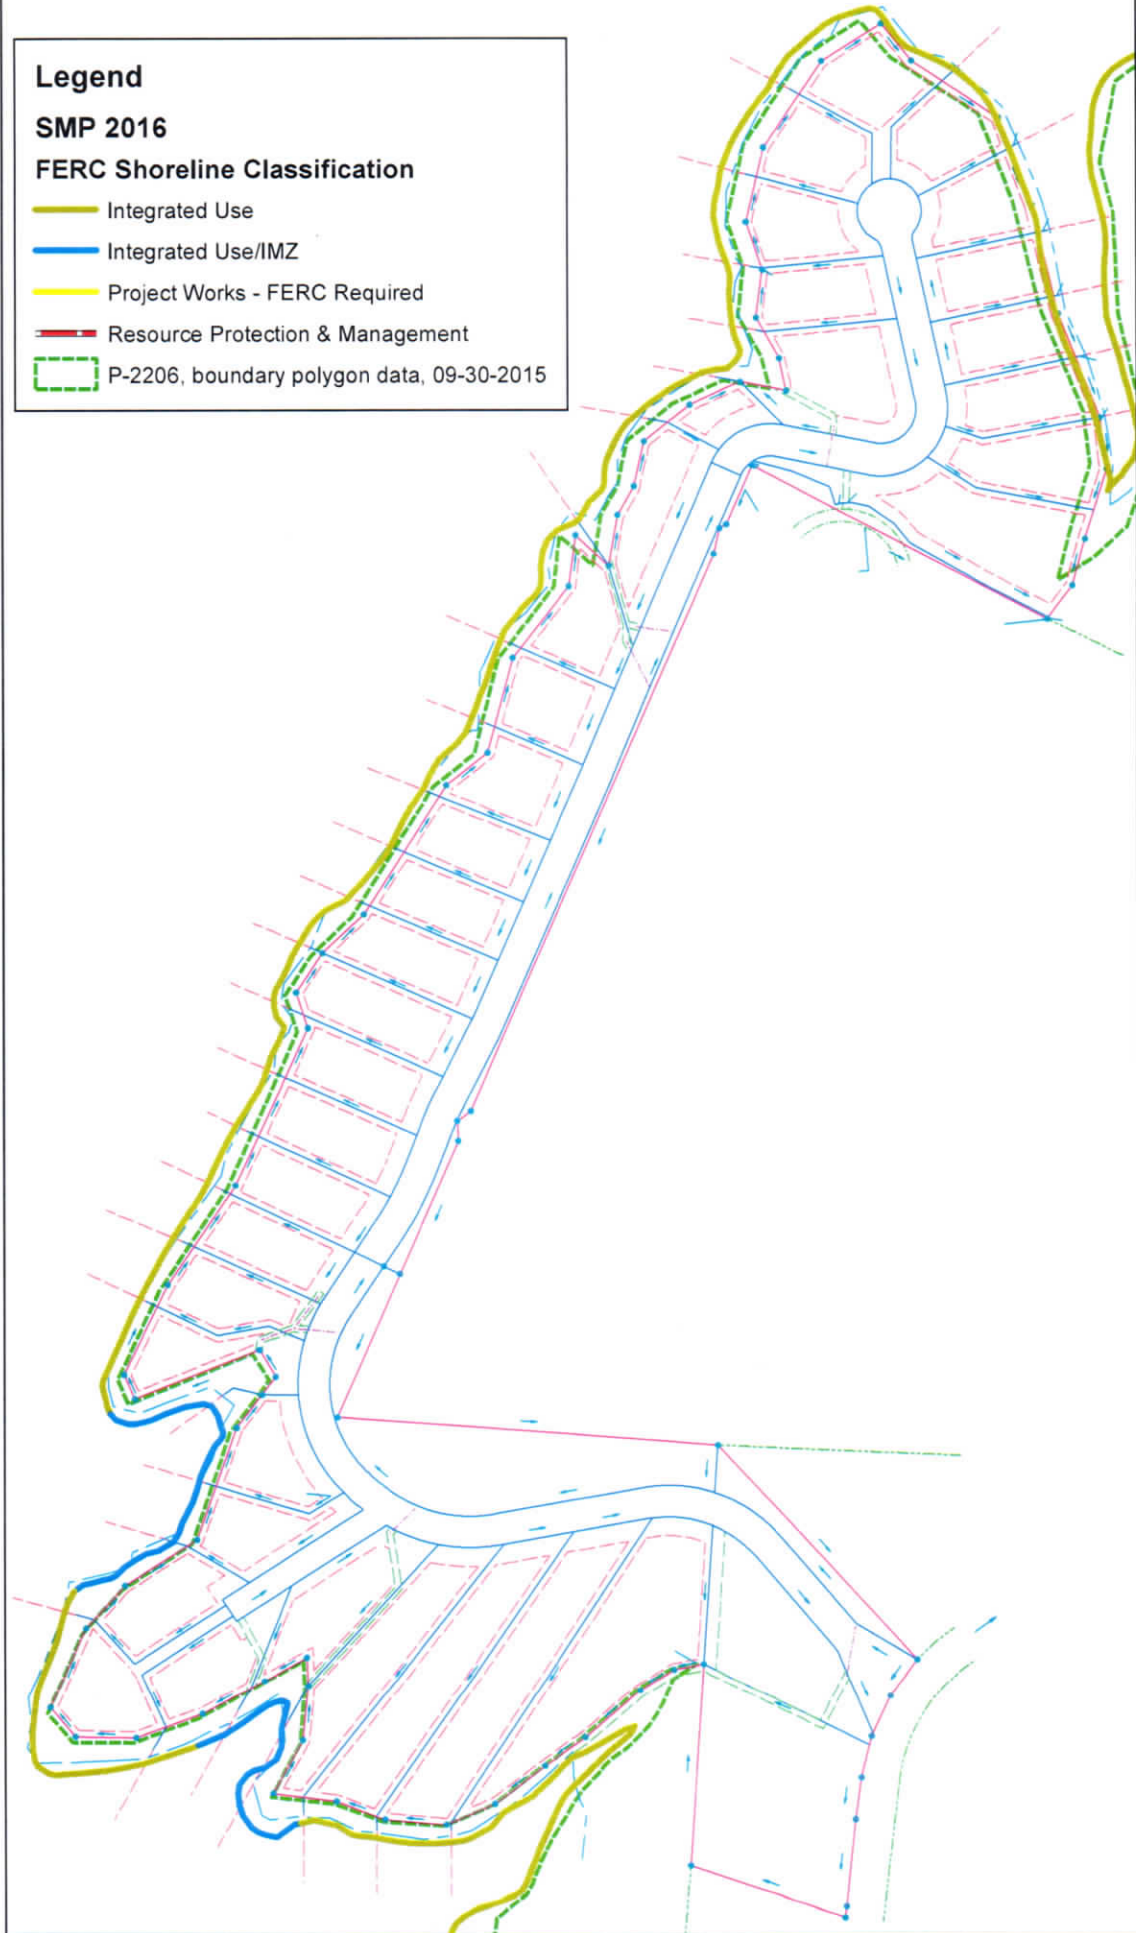 Legend
SMP 2016
FERC Shoreline Classification
Integrated Use
Integrated Use/IMZ
Project Works - FERC Required
Resource Protection & Management
P-2206, boundary polygon data, 09-30-2015